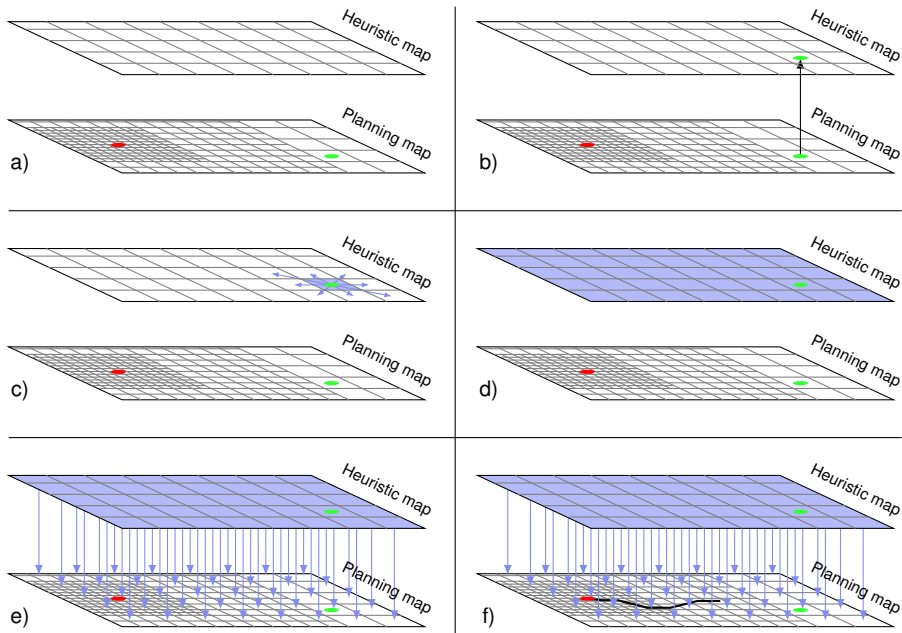 Heuristic map
Planning map
a)
Heuristic map
Planning map
b)
Heuristic map
Planning map
c)
Heuristic map
Planning map
d)
Heuristic map
Planning map
e)
Heuristic map
Planning map
f)